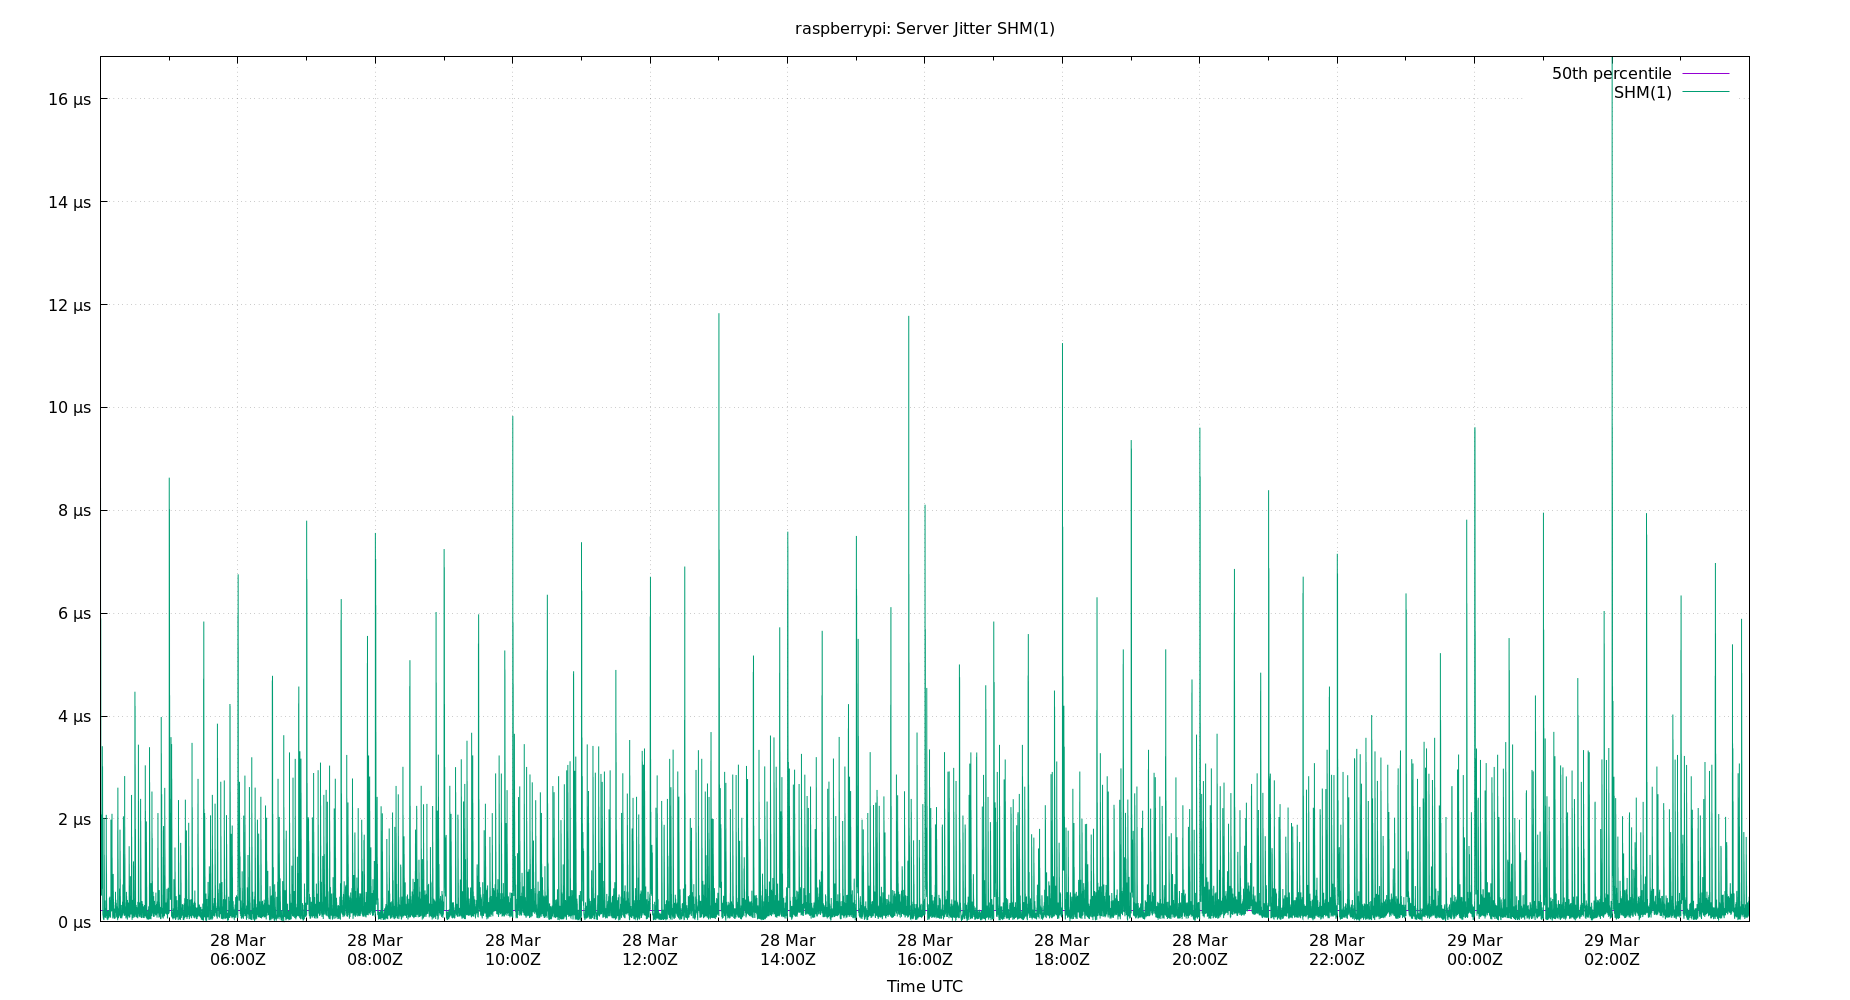 raspberrypi: Server Jitter SHM(1)
50th percentile
SHM(1)
16 µs
14 µs
12 µs
10 µs
8 µs
6 µs
4 µs
2 µs
0 µs
28 Mar 28 Mar 28 Mar 28 Mar 28 Mar 28 Mar 28 Mar 28 Mar 28 Mar 29 Mar 29 Mar
06:00Z 08:00Z 10:00Z 12:00Z 14:00Z 16:00Z 18:00Z 20:00Z 22:00Z 00:00Z 02:00Z
Time UTC